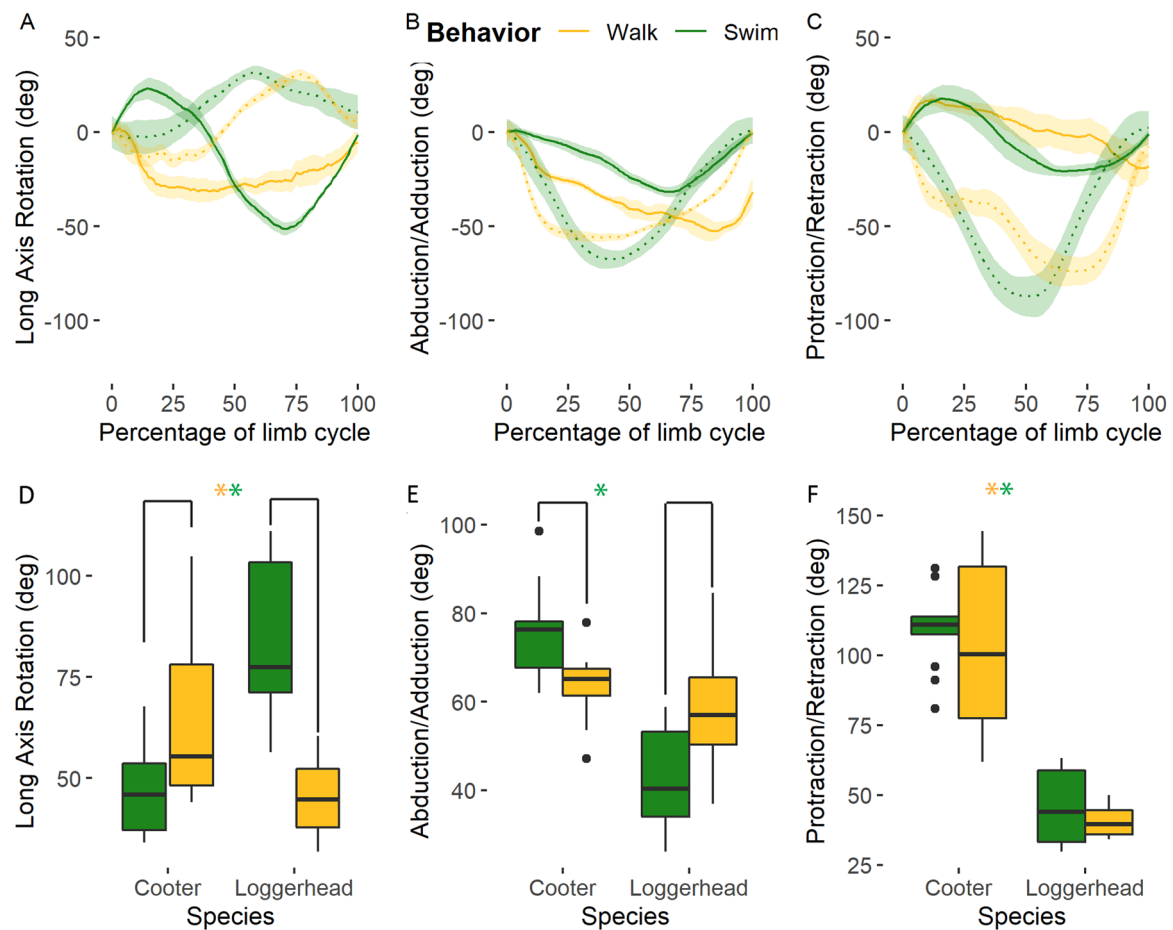 A
B
Behavior
Walk
Swim
C
Long Axis Rotation (deg)
50
0
-50
-100
0
25
50
75
100
Percentage of limb cycle
Abduction/Adduction (deg)
50
0
-50
-100
0
25
50
75
100
Percentage of limb cycle
Protraction/Retraction (deg)
50
0
-50
-100
0
25
50
75
100
Percentage of limb cycle
D
**
Long Axis Rotation (deg)
100
75
50
Cooter
Loggerhead
Species
E
*
Abduction/Adduction (deg)
100
80
60
40
Cooter
Loggerhead
Species
F
**
Protraction/Retraction (deg)
150
125
100
75
50
25
Cooter
Loggerhead
Species